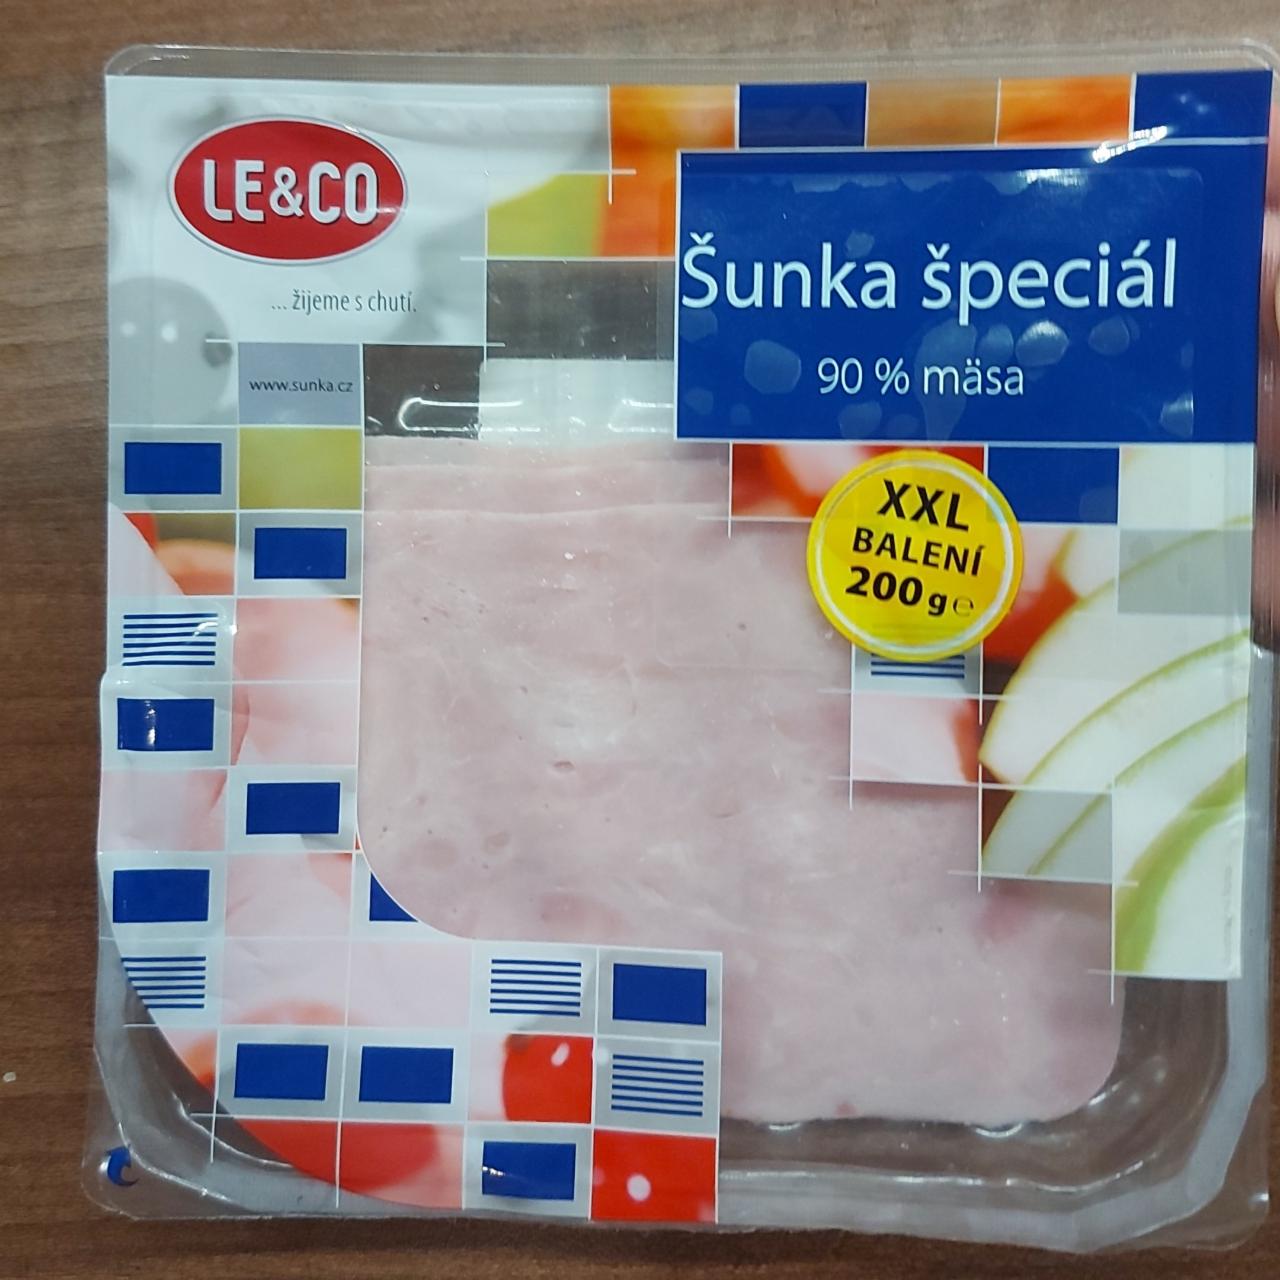 LE&CO
... žijeme s chutí.
www.sunka.cz
Šunka špeciál
90 % mäsa
XXL
BALENÍ
200 g ℮